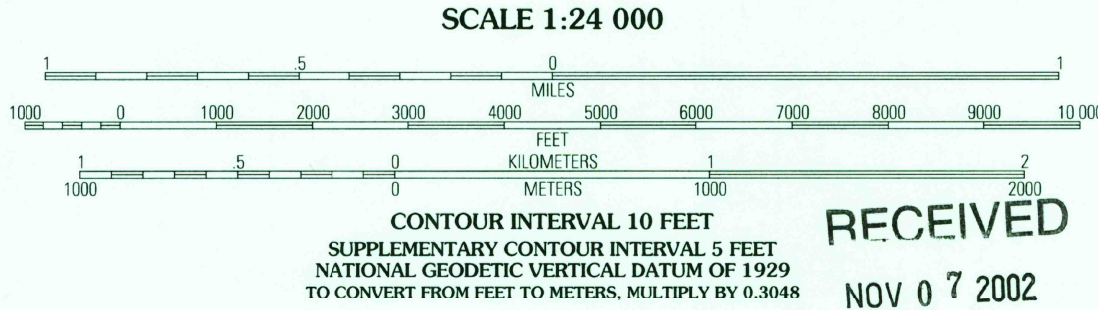 SCALE 1:24 000
1 .5 0 1
MILES
1000 0 1000 2000 3000 4000 5000 6000 7000 8000 9000 10 000
FEET
1 .5 0 KILOMETERS 1 2
1000 0 METERS 1000 2000
CONTOUR INTERVAL 10 FEET
SUPPLEMENTARY CONTOUR INTERVAL 5 FEET
NATIONAL GEODETIC VERTICAL DATUM OF 1929
TO CONVERT FROM FEET TO METERS, MULTIPLY BY 0.3048
RECEIVED
NOV 0 7 2002